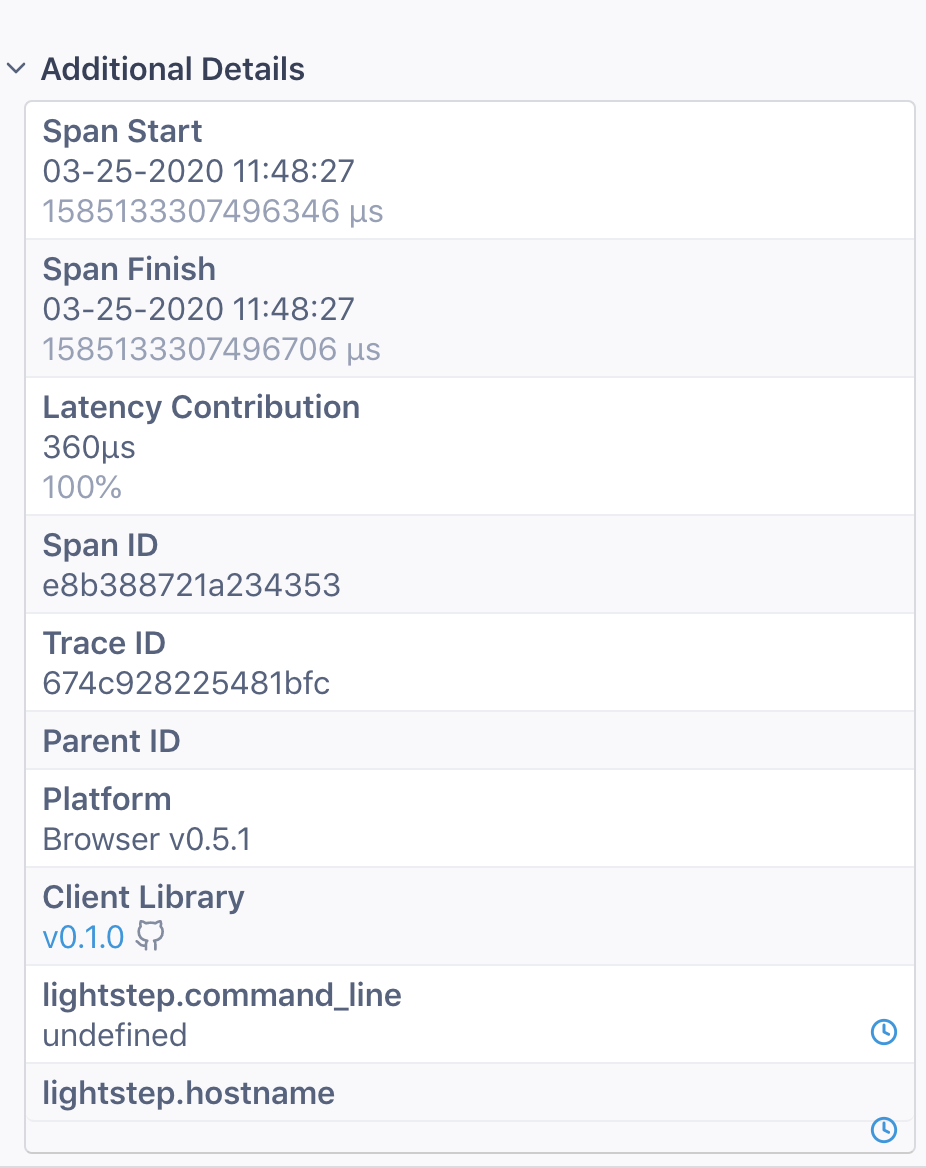 Additional Details
Span Start
03-25-2020 11:48:27
1585133307496346 µs
Span Finish
03-25-2020 11:48:27
1585133307496706 µs
Latency Contribution
360µs
100%
Span ID
e8b388721a234353
Trace ID
674c928225481bfc
Parent ID
Platform
Browser v0.5.1
Client Library
v0.1.0
lightstep.command_line
undefined
lightstep.hostname